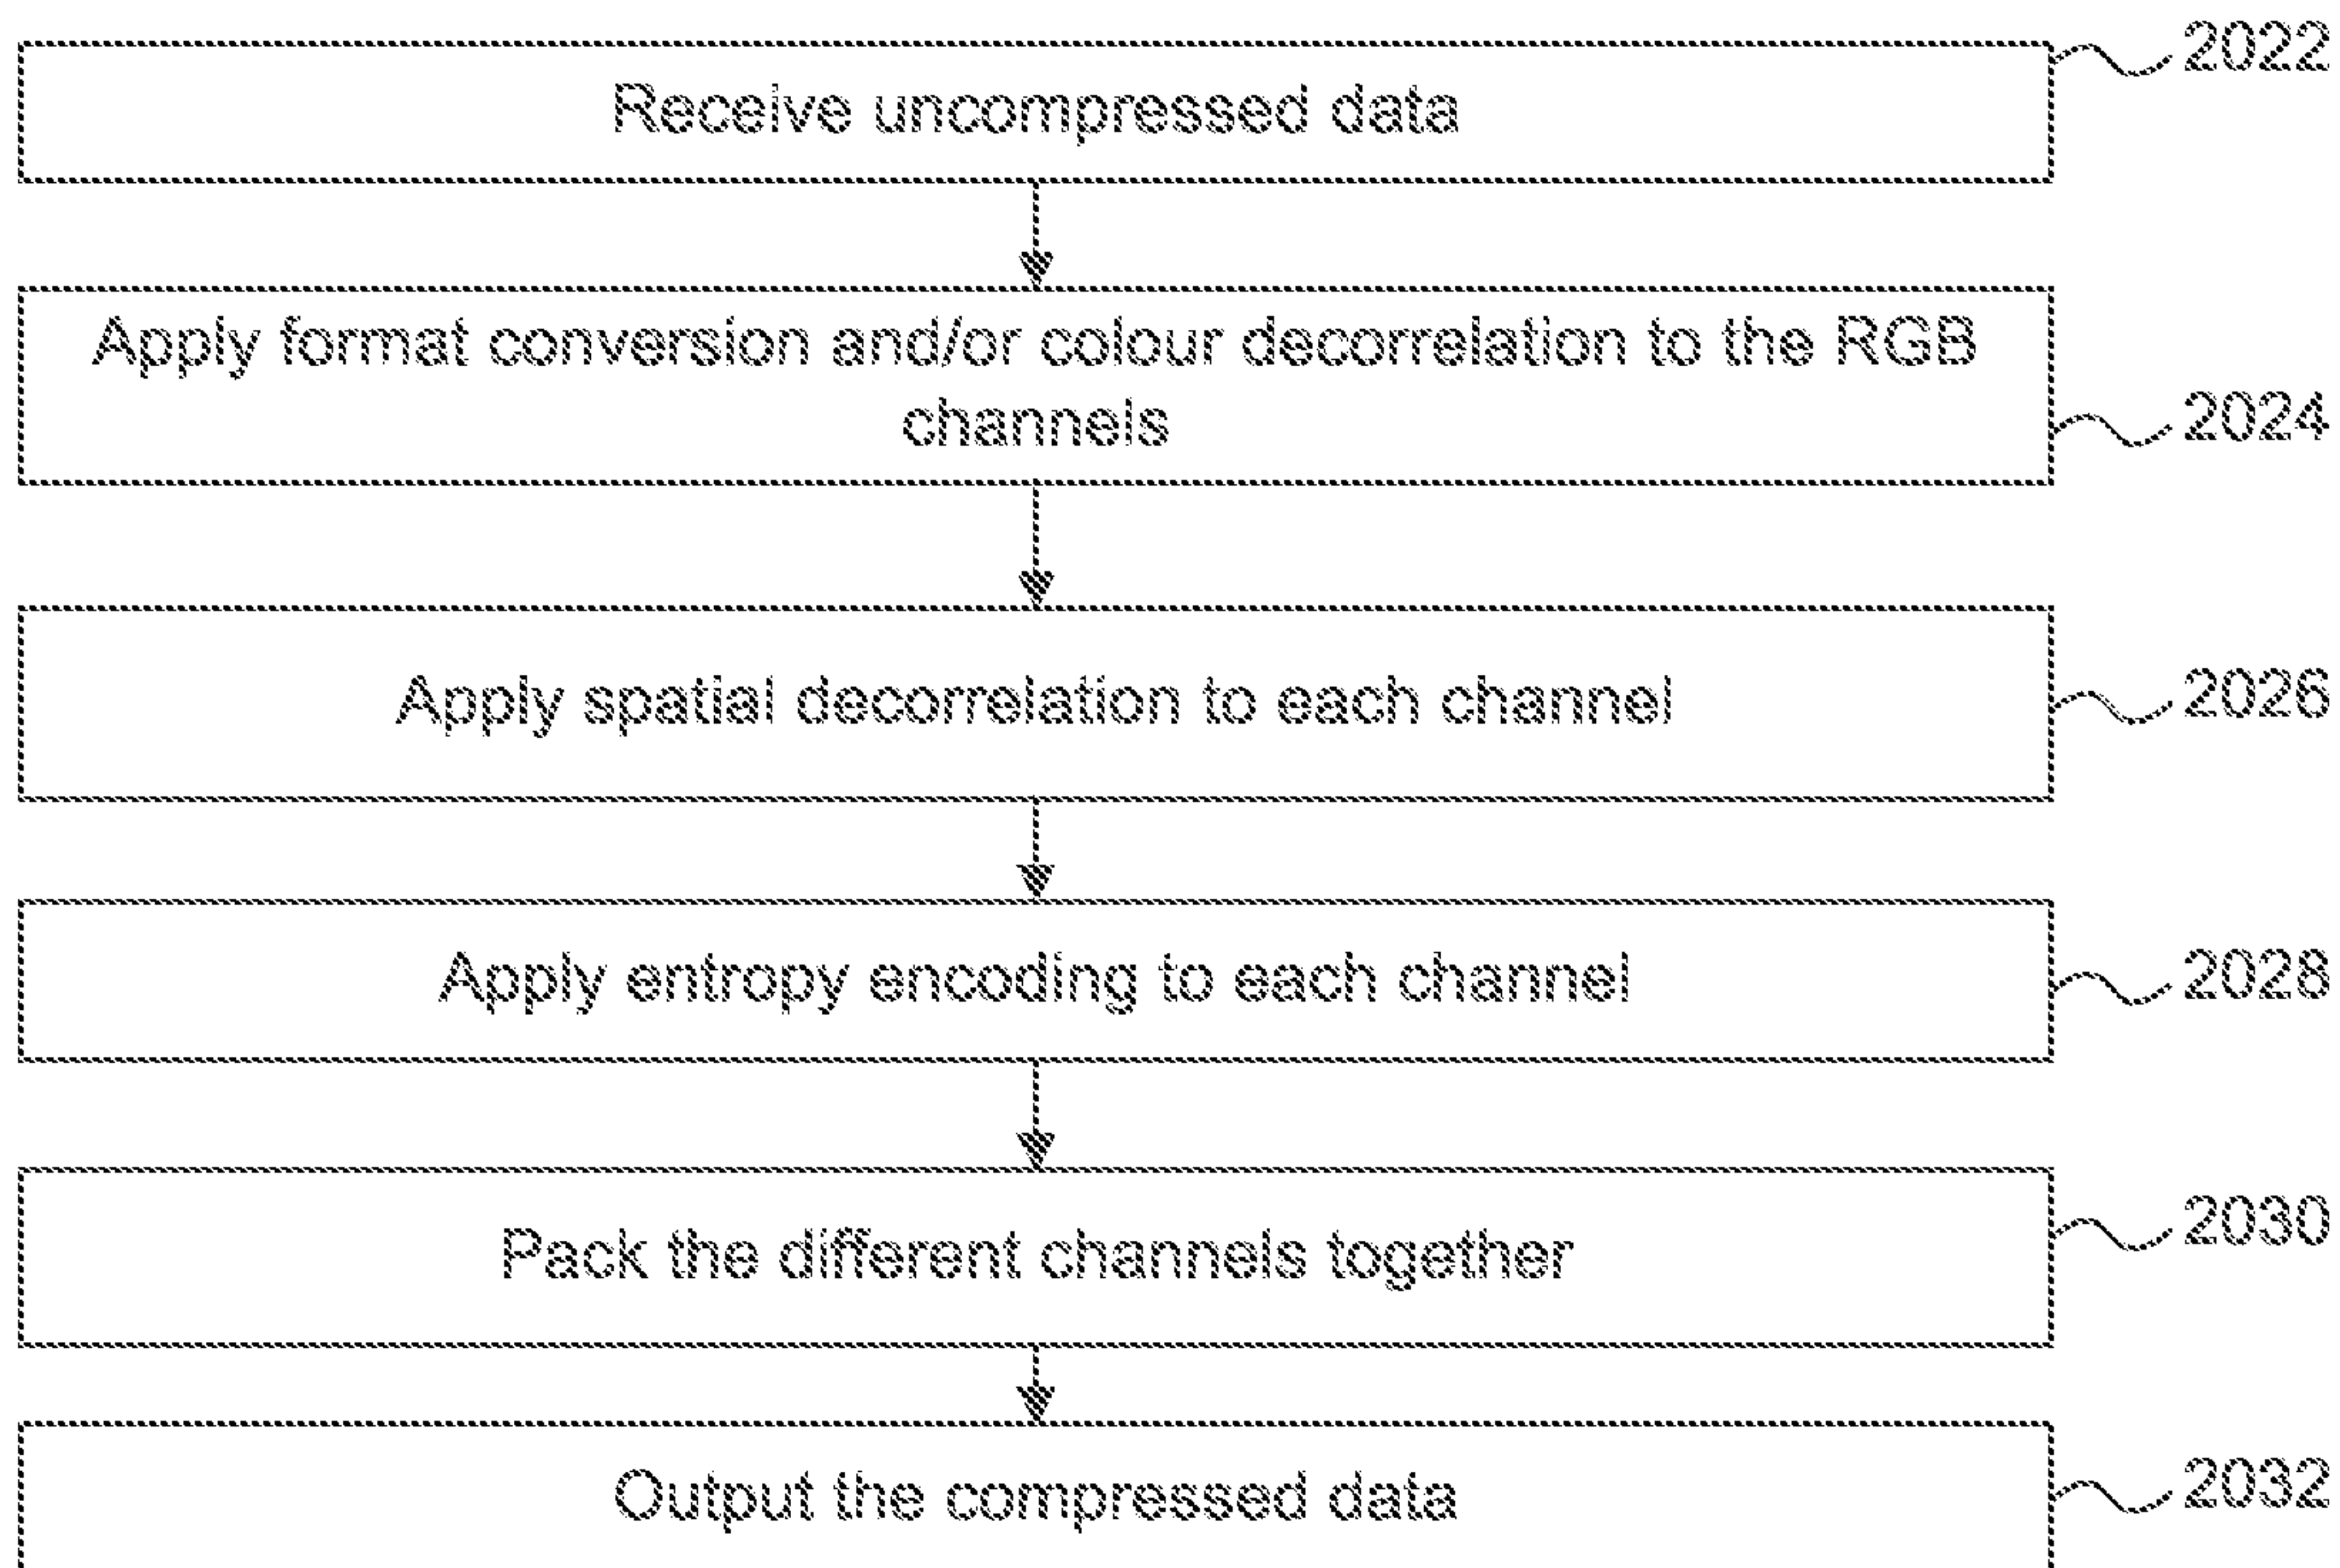 Receive uncompressed data
2022
Apply format conversion and/or colour decorrelation to the RGB
channels
2024
Apply spatial decorrelation to each channel
2026
Apply entropy encoding to each channel
2028
Pack the different channels together
2030
Output the compressed data
2032